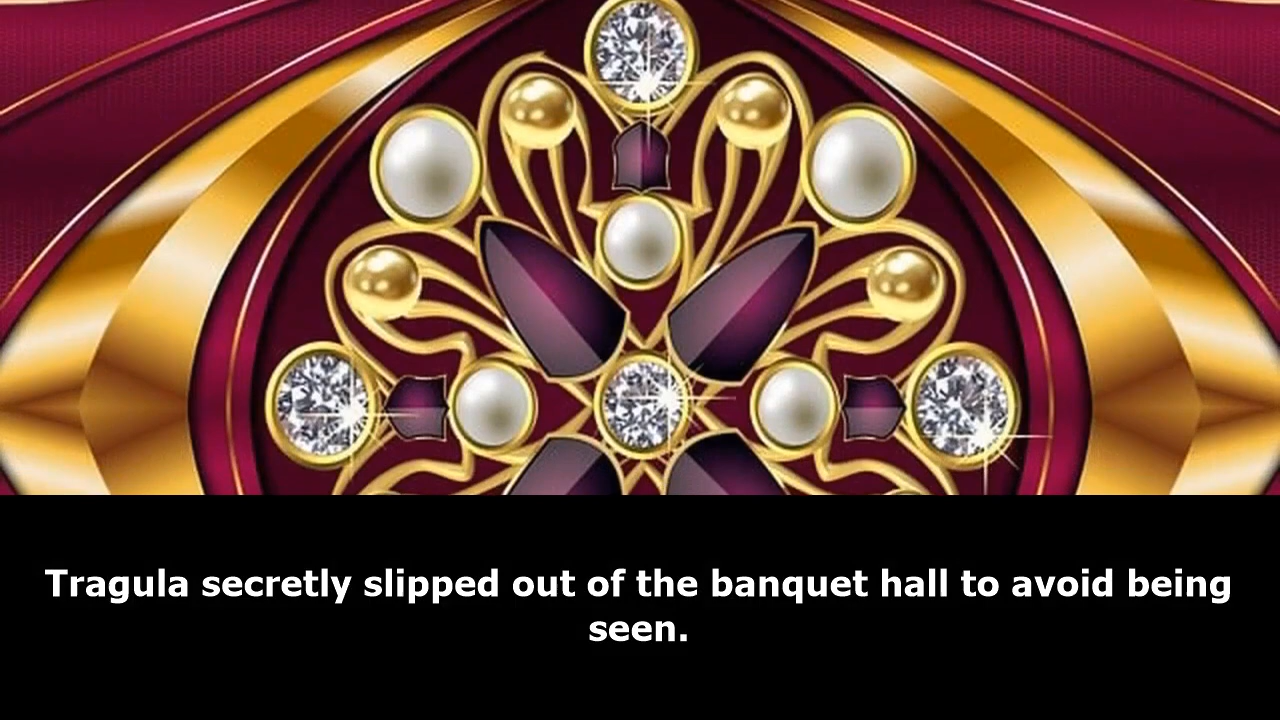 Tragula secretly slipped out of the banquet hall to avoid being
seen.